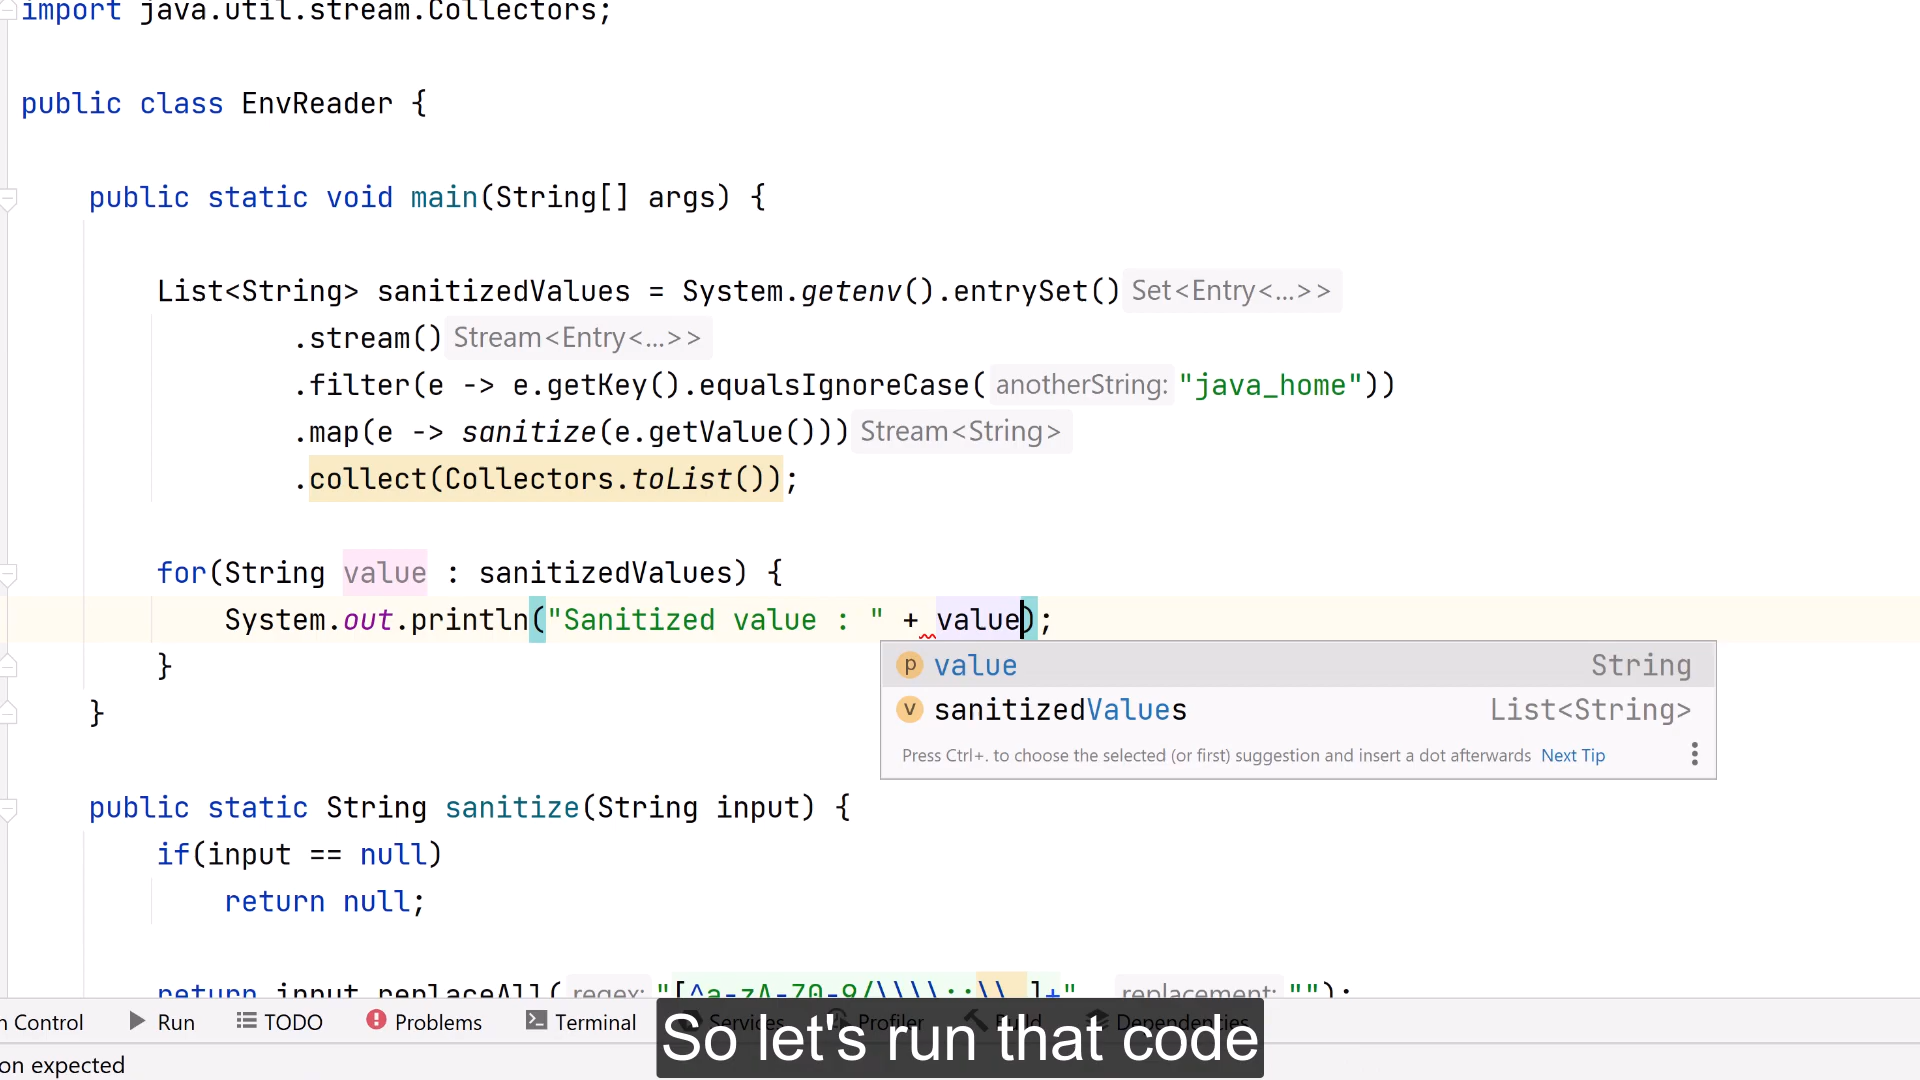 import java.util.stream.Collectors;
public class EnvReader {
public static void main(String[] args) {
List<String> sanitizedValues = System.getenv().entrySet() Set<Entry<...>>
.stream() Stream<Entry<...>>
.filter(e -> e.getKey().equalsIgnoreCase( anotherString: "java_home"))
.map(e -> sanitize(e.getValue())) Stream<String>
.collect(Collectors.toList());
for(String value : sanitizedValues) {
System.out.println("Sanitized value : " + value);
}
p value String
v sanitizedValues List<String>
Press Ctrl+. to choose the selected (or first) suggestion and insert a dot afterwards Next Tip
}
public static String sanitize(String input) {
if(input == null)
return null;
return input.replaceAll( regex: replacement: "");
n Control Run TODO Problems Terminal Services Profiler Build Dependencies
So let's run that code
on expected